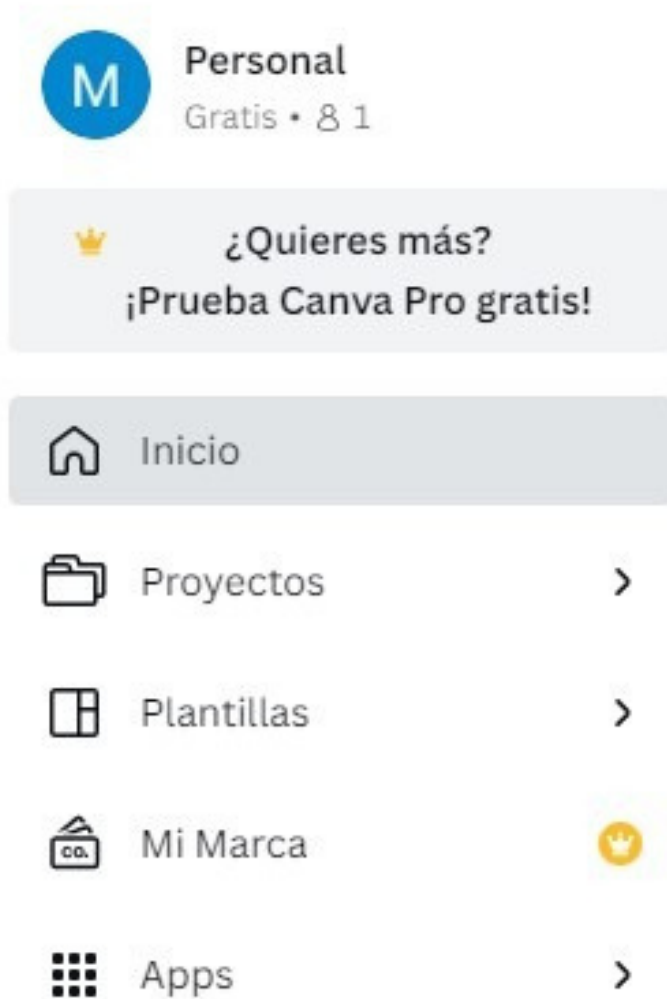 M
Personal
Gratis • 1
¿Quieres más?
¡Prueba Canva Pro gratis!
Inicio
Proyectos
Plantillas
CO.
Mi Marca
Apps